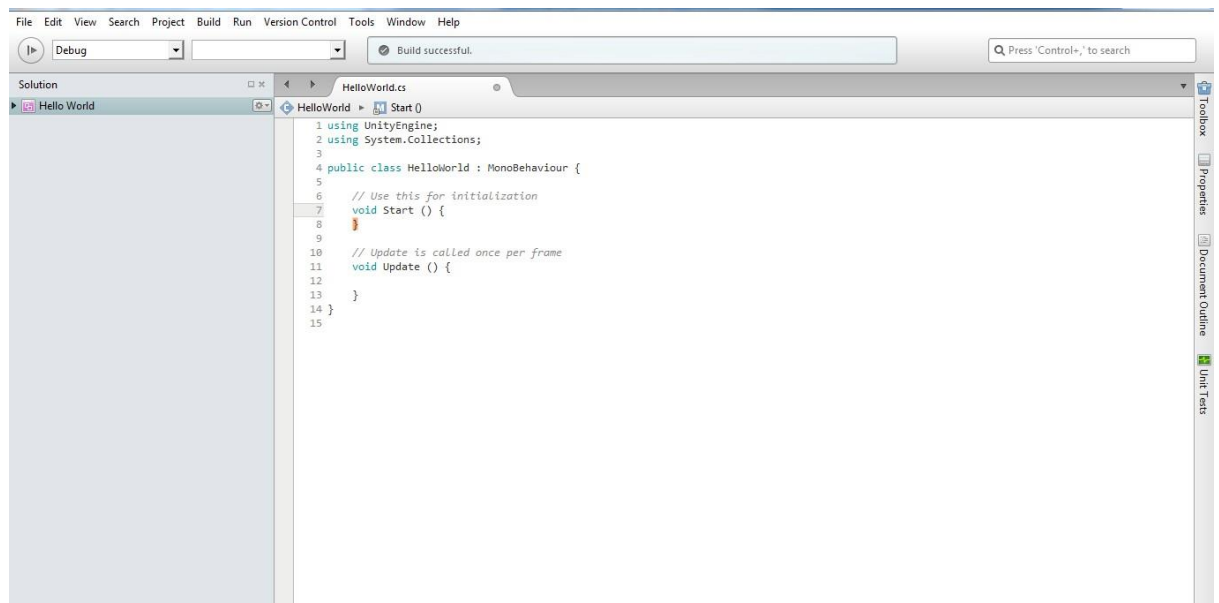 File Edit View Search Project Build Run Version Control Tools Window Help
Debug
Build successful.
Press 'Control+,' to search
Solution
HelloWorld.cs
Hello World
HelloWorld ▸ Start ()
1 using UnityEngine;
2 using System.Collections;
3
4 public class HelloWorld : MonoBehaviour {
5
6     // Use this for initialization
7     void Start () {
8     }
9
10     // Update is called once per frame
11     void Update () {
12
13     }
14 }
15
Toolbox
Properties
Document Outline
Unit Tests